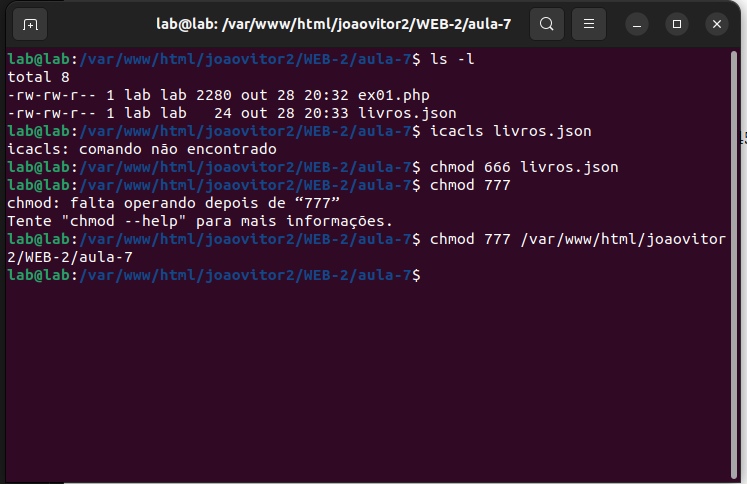 lab@lab: /var/www/html/joaovitor2/WEB-2/aula-7
lab@lab:/var/www/html/joaovitor2/WEB-2/aula-7$ ls -l
total 8
-rw-rw-r-- 1 lab lab 2280 out 28 20:32 ex01.php
-rw-rw-r-- 1 lab lab   24 out 28 20:33 livros.json
lab@lab:/var/www/html/joaovitor2/WEB-2/aula-7$ icacls livros.json
icacls: comando não encontrado
lab@lab:/var/www/html/joaovitor2/WEB-2/aula-7$ chmod 666 livros.json
lab@lab:/var/www/html/joaovitor2/WEB-2/aula-7$ chmod 777
chmod: falta operando depois de “777”
Tente "chmod --help" para mais informações.
lab@lab:/var/www/html/joaovitor2/WEB-2/aula-7$ chmod 777 /var/www/html/joaovitor
2/WEB-2/aula-7
lab@lab:/var/www/html/joaovitor2/WEB-2/aula-7$